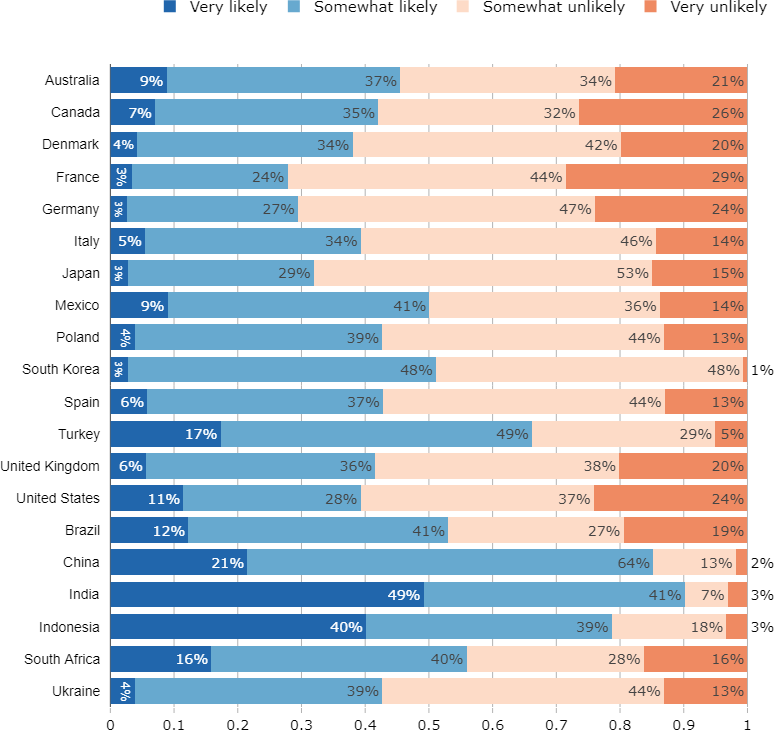 Very likely Somewhat likely Somewhat unlikely Very unlikely
Australia 9% 37% 34% 21%
Canada 7% 35% 32% 26%
Denmark 4% 34% 42% 20%
France 3% 24% 44% 29%
Germany 3% 27% 47% 24%
Italy 5% 34% 46% 14%
Japan 3% 29% 53% 15%
Mexico 9% 41% 36% 14%
Poland 4% 39% 44% 13%
South Korea 3% 48% 48% 1%
Spain 6% 37% 44% 13%
Turkey 17% 49% 29% 5%
United Kingdom 6% 36% 38% 20%
United States 11% 28% 37% 24%
Brazil 12% 41% 27% 19%
China 21% 64% 13% 2%
India 49% 41% 7% 3%
Indonesia 40% 39% 18% 3%
South Africa 16% 40% 28% 16%
Ukraine 4% 39% 44% 13%
0 0.1 0.2 0.3 0.4 0.5 0.6 0.7 0.8 0.9 1